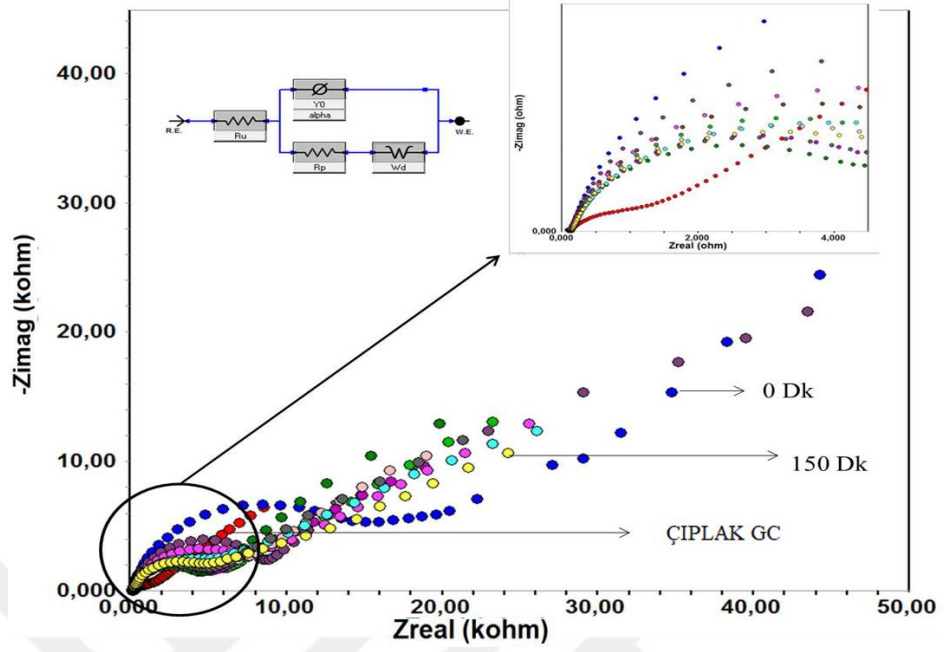 40,00
30,00
20,00
10,00
0,000
-Zimag (kohm)
R.E.
Ru
Y0
alpha
Rp
Wd
W.E.
-Zimag (ohm)
0,000
0,000
2,000
4,000
Zreal (ohm)
0 Dk
150 Dk
ÇIPLAK GC
0,000
10,00
20,00
30,00
40,00
50,00
Zreal (kohm)